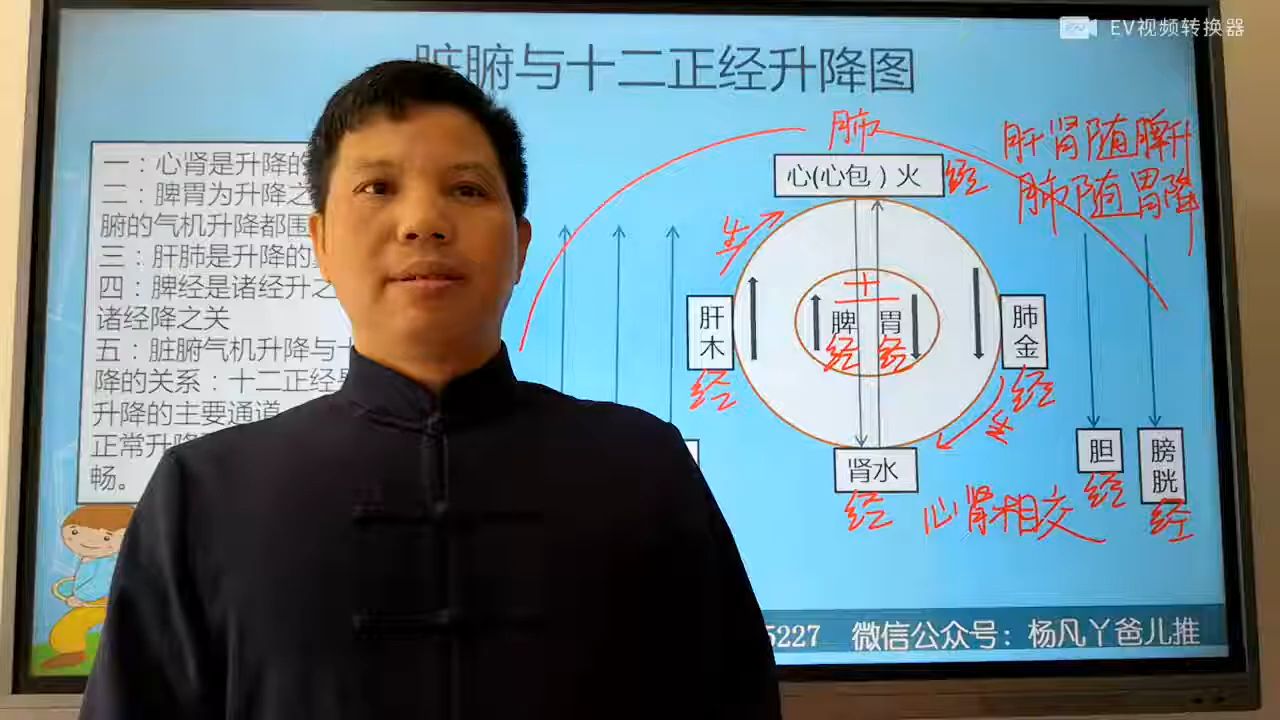 EV视频转换器
脏腑与十二正经升降图
一：心肾是升降的
二：脾胃为升降之
腑的气机升降都围
三：肝肺是升降的
四：脾经是诸经升之
诸经降之关
五：脏腑气机升降与十
降的关系：十二正经是
升降的主要通道
正常升降
畅。
肺
心(心包）火
经
肝肾随脾升
肺随胃降
生
土
肝木
经
脾
经
胃
经
肺金
经
肾水
经
心肾相交
胆
经
膀胱
经
5227 微信公众号：杨凡丫爸儿推